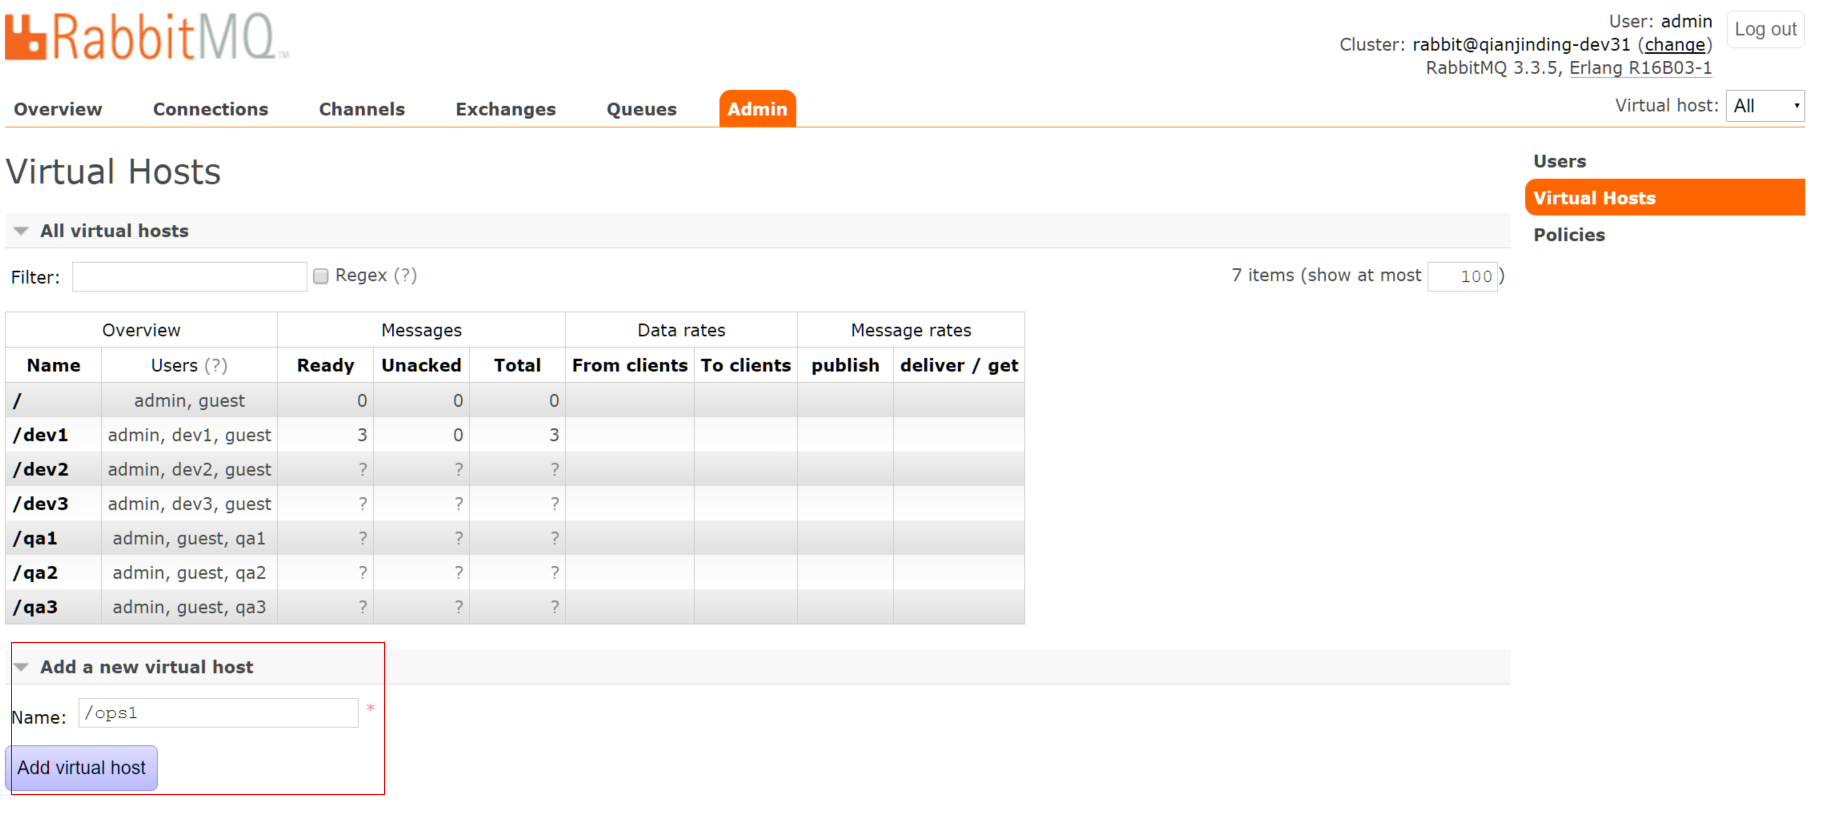 RabbitMQ™
User: admin
Log out
Cluster: rabbit@qianjinding-dev31 (change)
RabbitMQ 3.3.5, Erlang R16B03-1
Overview Connections Channels Exchanges Queues Admin
Virtual host: All
Virtual Hosts
Users
Virtual Hosts
Policies
All virtual hosts
Filter: Regex (?)
7 items (show at most 100)
Overview Messages Data rates Message rates
Name Users (?) Ready Unacked Total From clients To clients publish deliver / get
/ admin, guest 0 0 0
/dev1 admin, dev1, guest 3 0 3
/dev2 admin, dev2, guest ? ? ?
/dev3 admin, dev3, guest ? ? ?
/qa1 admin, guest, qa1 ? ? ?
/qa2 admin, guest, qa2 ? ? ?
/qa3 admin, guest, qa3 ? ? ?
Add a new virtual host
Name: /ops1 *
Add virtual host